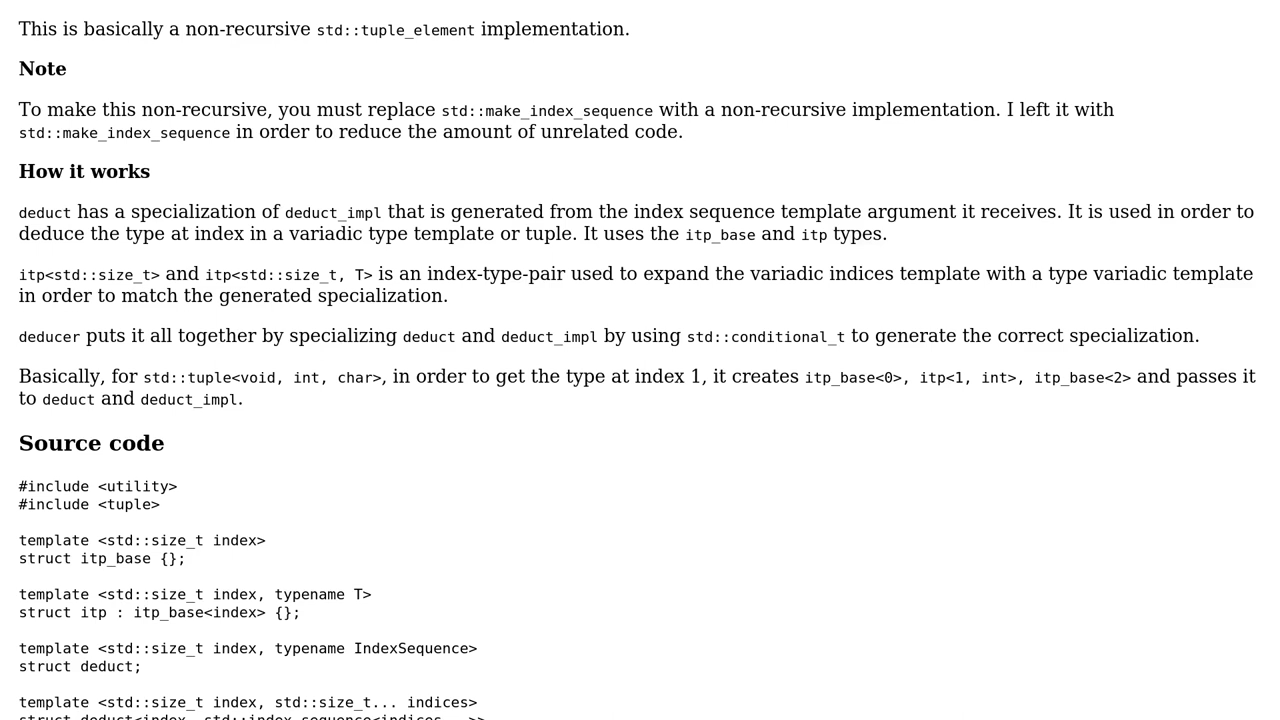 This is basically a non-recursive std::tuple_element implementation.
Note
To make this non-recursive, you must replace std::make_index_sequence with a non-recursive implementation. I left it with
std::make_index_sequence in order to reduce the amount of unrelated code.
How it works
deduct has a specialization of deduct_impl that is generated from the index sequence template argument it receives. It is used in order to
deduce the type at index in a variadic type template or tuple. It uses the itp_base and itp types.
itp<std::size_t> and itp<std::size_t, T> is an index-type-pair used to expand the variadic indices template with a type variadic template
in order to match the generated specialization.
deducer puts it all together by specializing deduct and deduct_impl by using std::conditional_t to generate the correct specialization.
Basically, for std::tuple<void, int, char>, in order to get the type at index 1, it creates itp_base<0>, itp<1, int>, itp_base<2> and passes it
to deduct and deduct_impl.
Source code
#include <utility>
#include <tuple>
template <std::size_t index>
struct itp_base {};
template <std::size_t index, typename T>
struct itp : itp_base<index> {};
template <std::size_t index, typename IndexSequence>
struct deduct;
template <std::size_t index, std::size_t... indices>
struct deduct<index, std::index_sequence<indices...>>